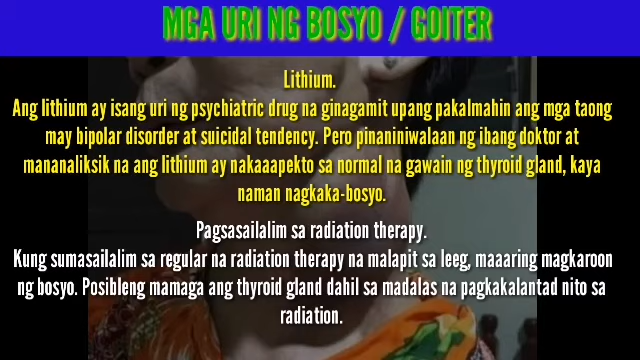 MGA URI NG BOSYO / GOITER
Lithium.
Ang lithium ay isang uri ng psychiatric drug na ginagamit upang pakalmahin ang mga taong
may bipolar disorder at suicidal tendency. Pero pinaniniwalaan ng ibang doktor at
mananaliksik na ang lithium ay nakaaapekto sa normal na gawain ng thyroid gland, kaya
naman nagkaka-bosyo.
Pagsasailalim sa radiation therapy.
Kung sumasailalim sa regular na radiation therapy na malapit sa leeg, maaaring magkaroon
ng bosyo. Posibleng mamaga ang thyroid gland dahil sa madalas na pagkakalantad nito sa
radiation.